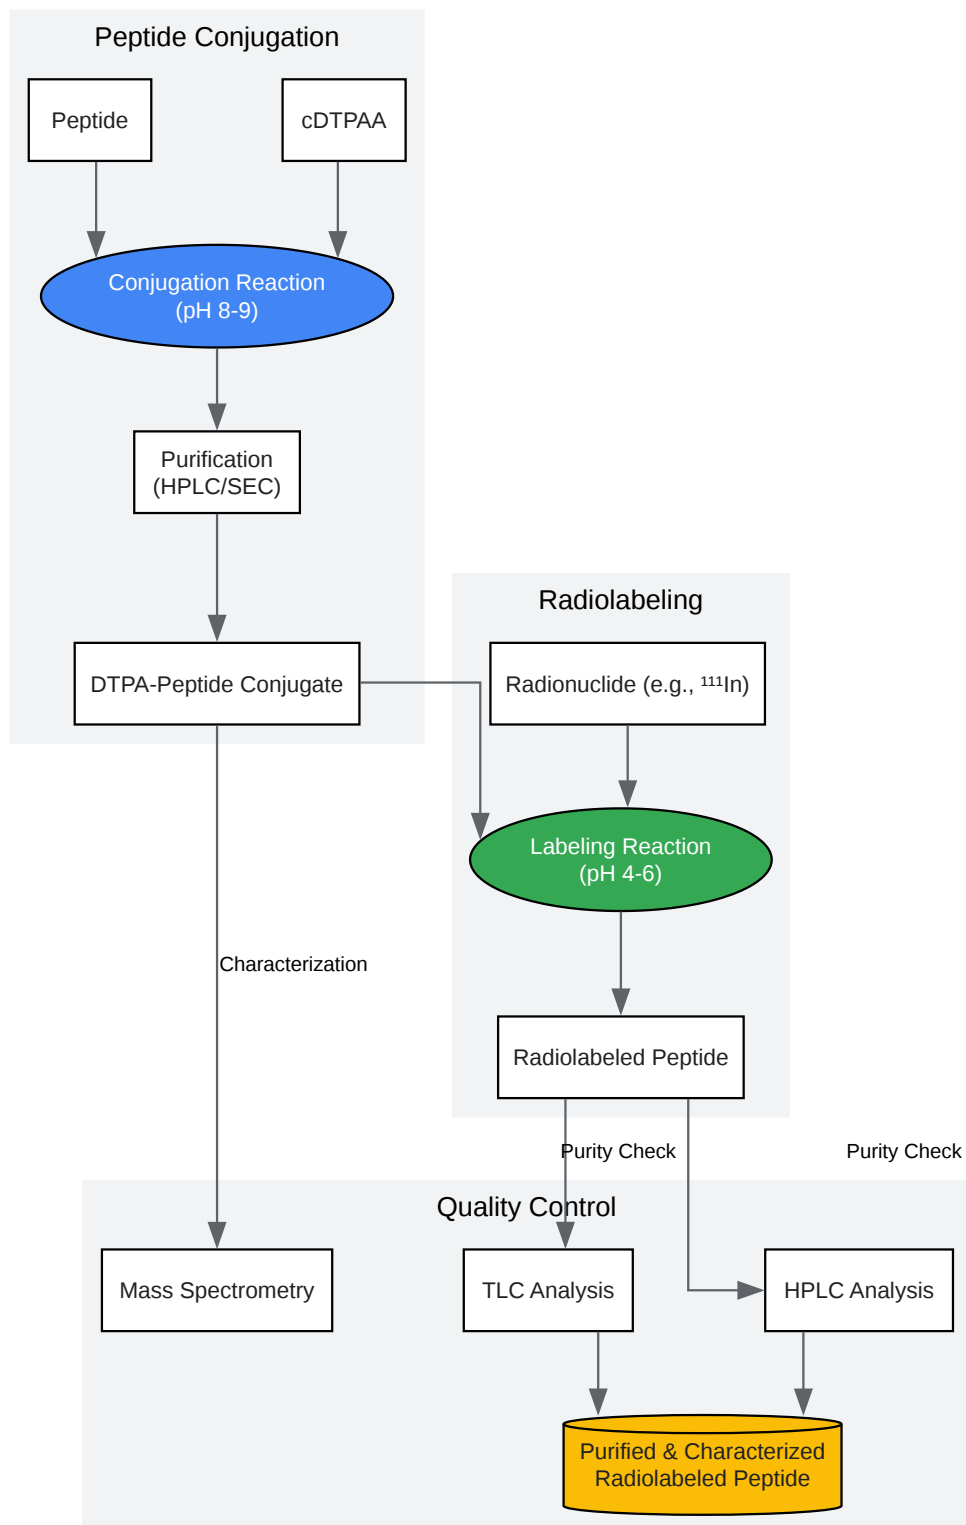 Peptide Conjugation
Peptide
cDTPAA
Conjugation Reaction
(pH 8-9)
Purification
(HPLC/SEC)
DTPA-Peptide Conjugate
Radiolabeling
Radionuclide (e.g., ¹¹¹In)
Labeling Reaction
(pH 4-6)
Radiolabeled Peptide
Characterization
Purity Check
Purity Check
Quality Control
Mass Spectrometry
TLC Analysis
HPLC Analysis
Purified & Characterized
Radiolabeled Peptide